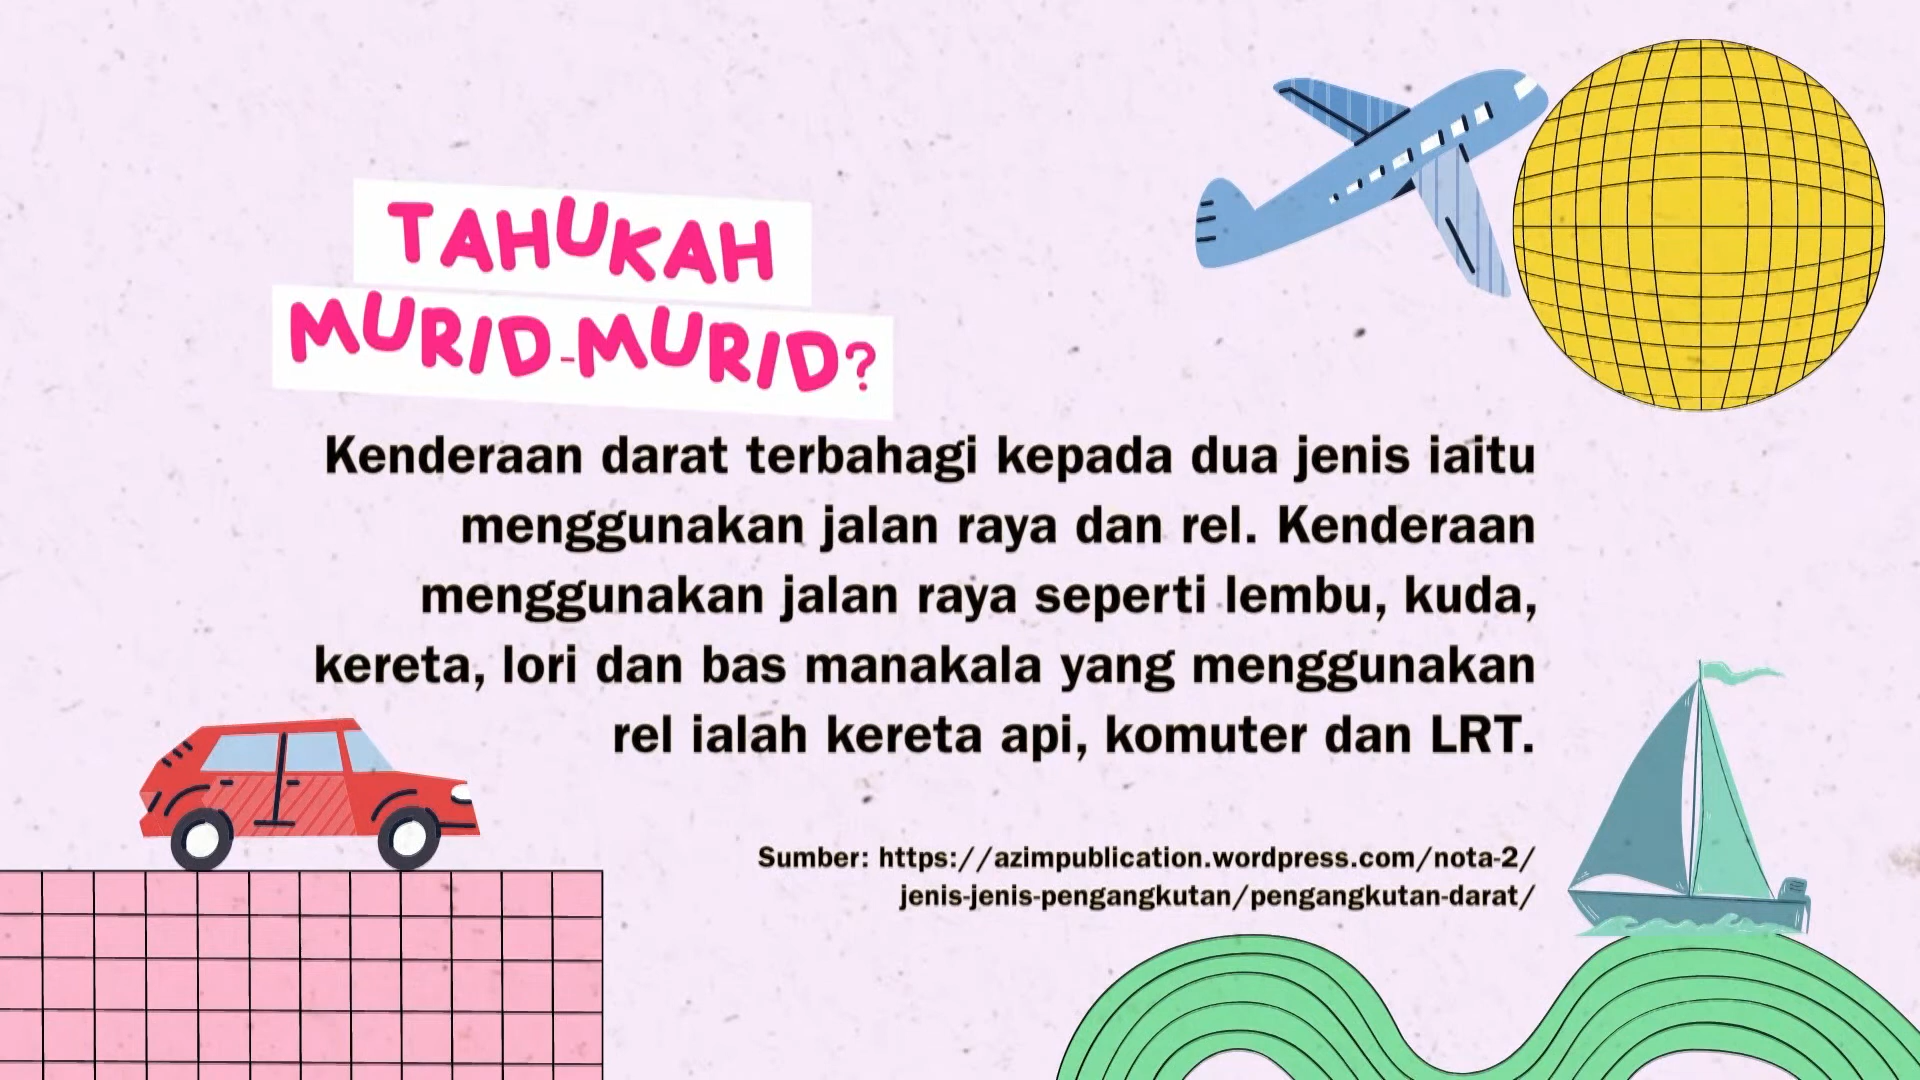 TAHUKAH
MURID-MURID?
Kenderaan darat terbahagi kepada dua jenis iaitu
menggunakan jalan raya dan rel. Kenderaan
menggunakan jalan raya seperti lembu, kuda,
kereta, lori dan bas manakala yang menggunakan
rel ialah kereta api, komuter dan LRT.
Sumber: https://azimpublication.wordpress.com/nota-2/
jenis-jenis-pengangkutan/pengangkutan-darat/